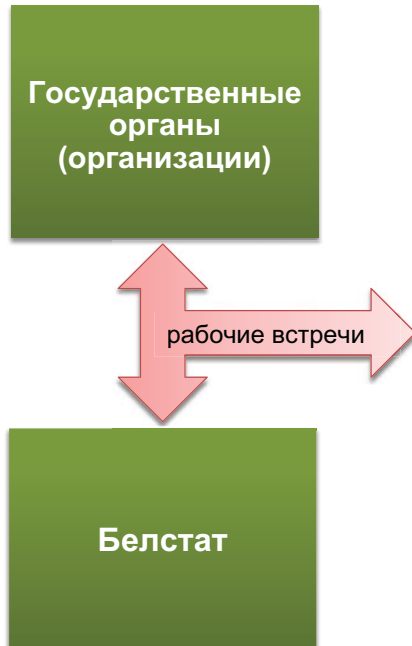 Государственные
органы
(организации)
рабочие встречи
Белстат